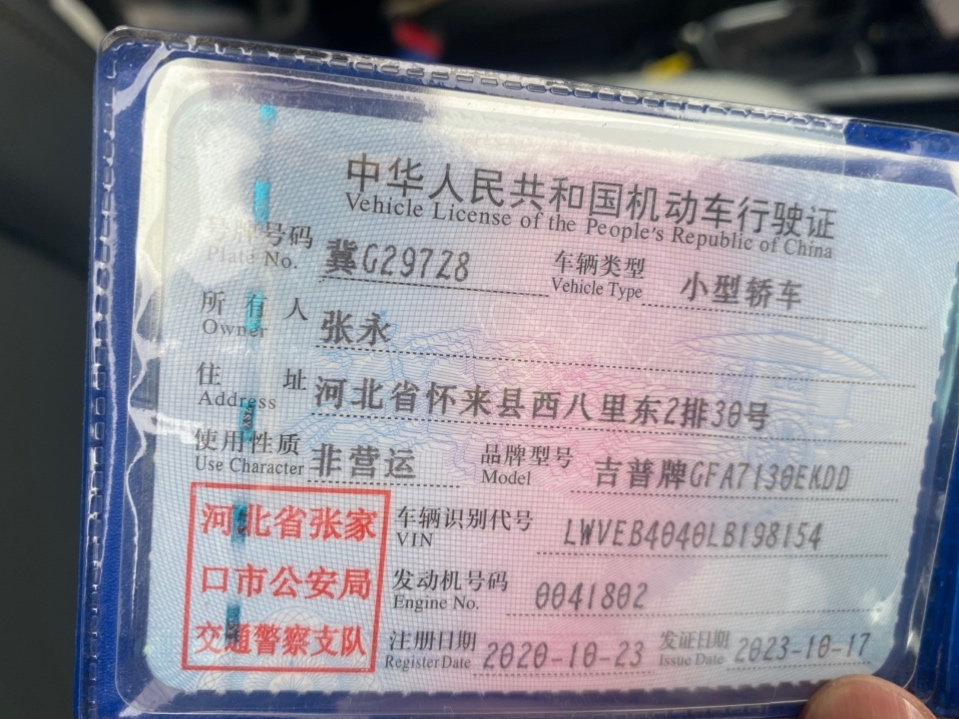 中华人民共和国机动车行驶证
Vehicle License of the People's Republic of China
号牌号码 冀G297Z8 车辆类型 小型轿车
Plate No. Vehicle Type
所有人 张永
Owner
住址 河北省怀来县西八里东2排30号
Address
使用性质 非营运 品牌型号 吉普牌GFA7130EKDD
Use Character Model
河北省张家 车辆识别代号 LWVEB4040LB198154
VIN
口市公安局 发动机号码 0041802
Engine No.
交通警察支队 注册日期 2020-10-23 发证日期 2023-10-17
Register Date Issue Date